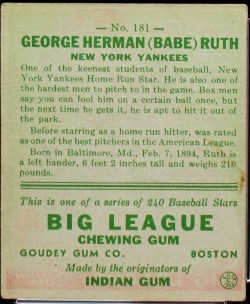 — No. 181 —
GEORGE HERMAN (BABE) RUTH
NEW YORK YANKEES
One of the keenest students of baseball, New
York Yankees Home Run Star. He is also one of
the hardest men to pitch to in the game. Box men
say you can fool him on a certain ball once, but
the next time he gets it, he is apt to hit it out of
the park.
Before starring as a home run hitter, was rated
as one of the best pitchers in the American League.
Born in Baltimore, Md., Feb. 7, 1894, Ruth is
a left hander, 6 feet 2 inches tall and weighs 210
pounds.
This is one of a series of 240 Baseball Stars
BIG LEAGUE
CHEWING GUM
GOUDEY GUM CO. BOSTON
Made by the originators of
INDIAN GUM